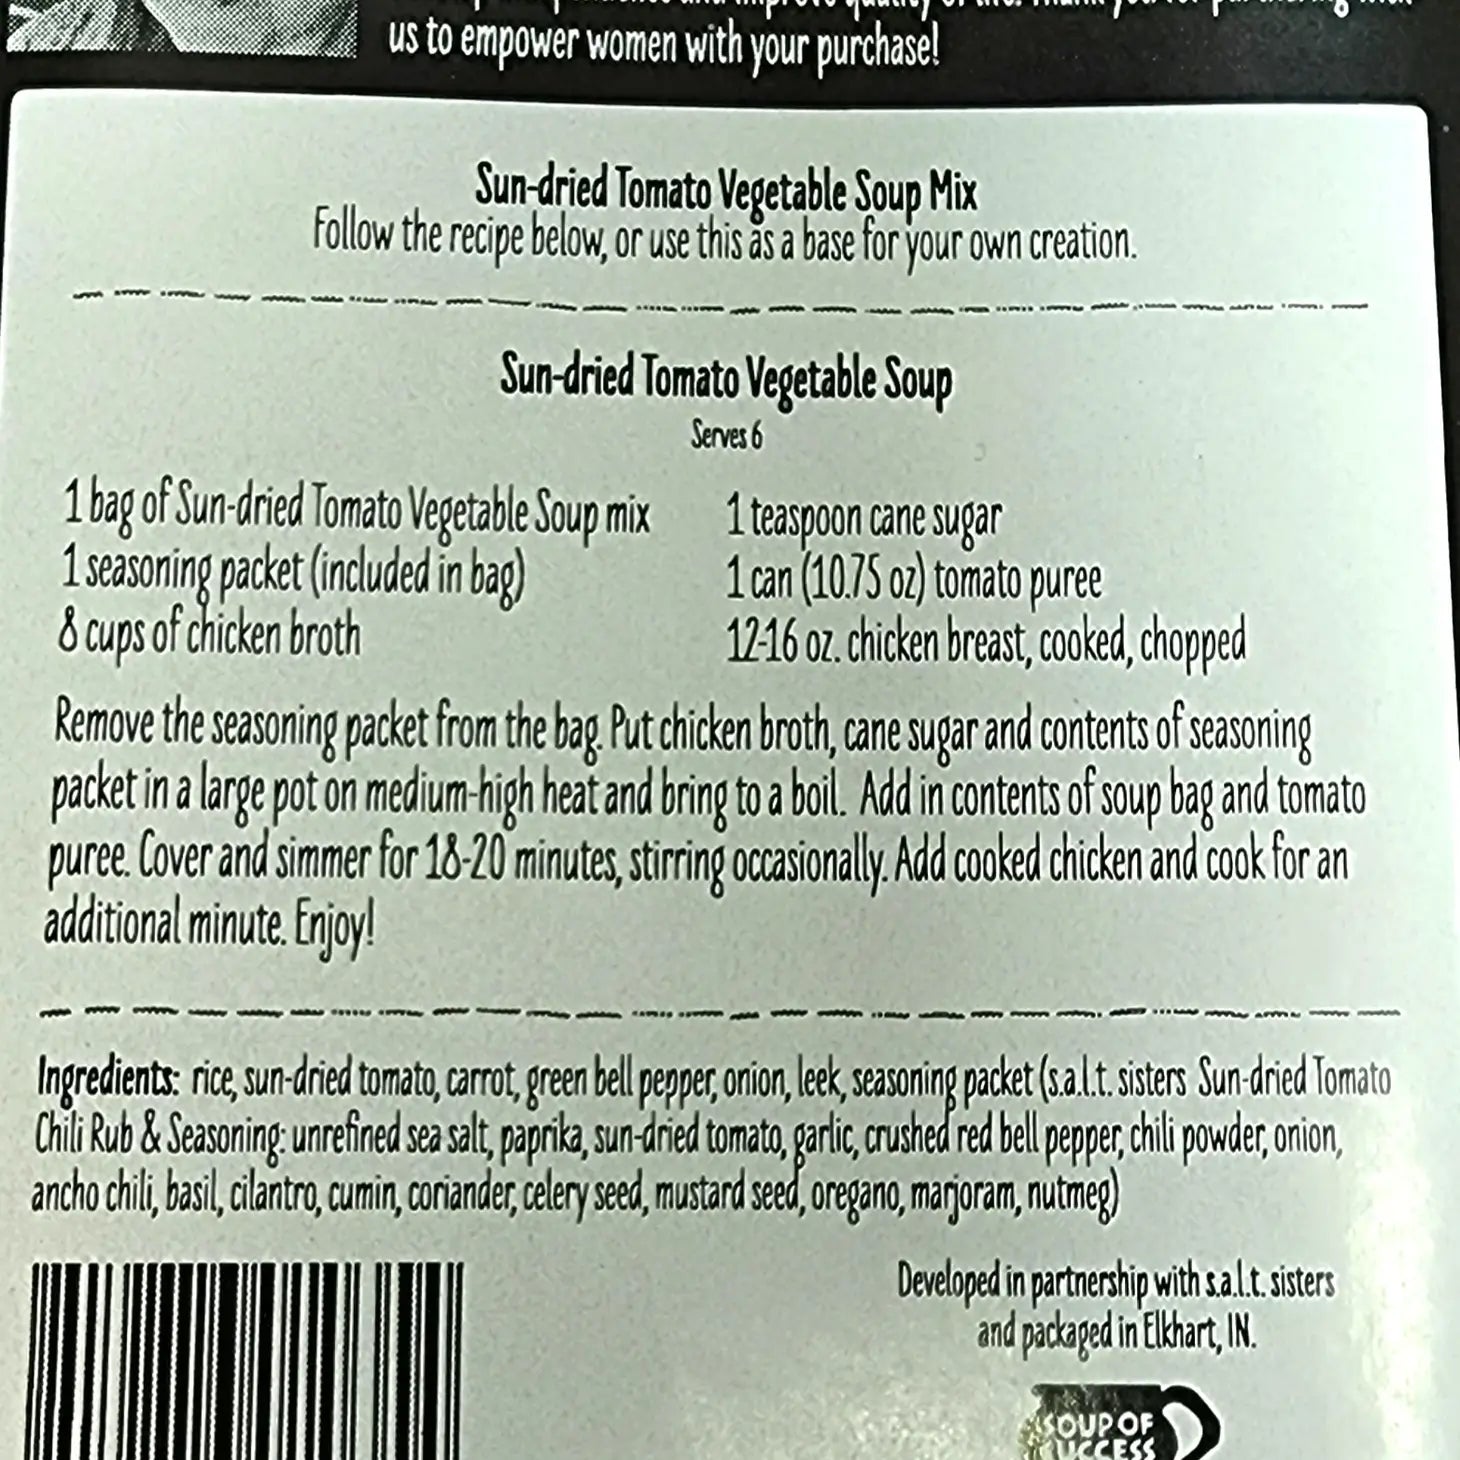 us to empower women with your purchase!
Sun-dried Tomato Vegetable Soup Mix
Follow the recipe below, or use this as a base for your own creation.
Sun-dried Tomato Vegetable Soup
Serves 6
1 bag of Sun-dried Tomato Vegetable Soup mix
1 seasoning packet (included in bag)
8 cups of chicken broth
1 teaspoon cane sugar
1 can (10.75 oz) tomato puree
12-16 oz. chicken breast, cooked, chopped
Remove the seasoning packet from the bag. Put chicken broth, cane sugar and contents of seasoning
packet in a large pot on medium-high heat and bring to a boil. Add in contents of soup bag and tomato
puree. Cover and simmer for 18-20 minutes, stirring occasionally. Add cooked chicken and cook for an
additional minute. Enjoy!
Ingredients: rice, sun-dried tomato, carrot, green bell pepper, onion, leek, seasoning packet (s.a.l.t. sisters Sun-dried Tomato
Chili Rub & Seasoning: unrefined sea salt, paprika, sun-dried tomato, garlic, crushed red bell pepper, chili powder, onion,
ancho chili, basil, cilantro, cumin, coriander, celery seed, mustard seed, oregano, marjoram, nutmeg)
Developed in partnership with s.a.l.t. sisters
and packaged in Elkhart, IN.
SOUP OF
SUCCESS